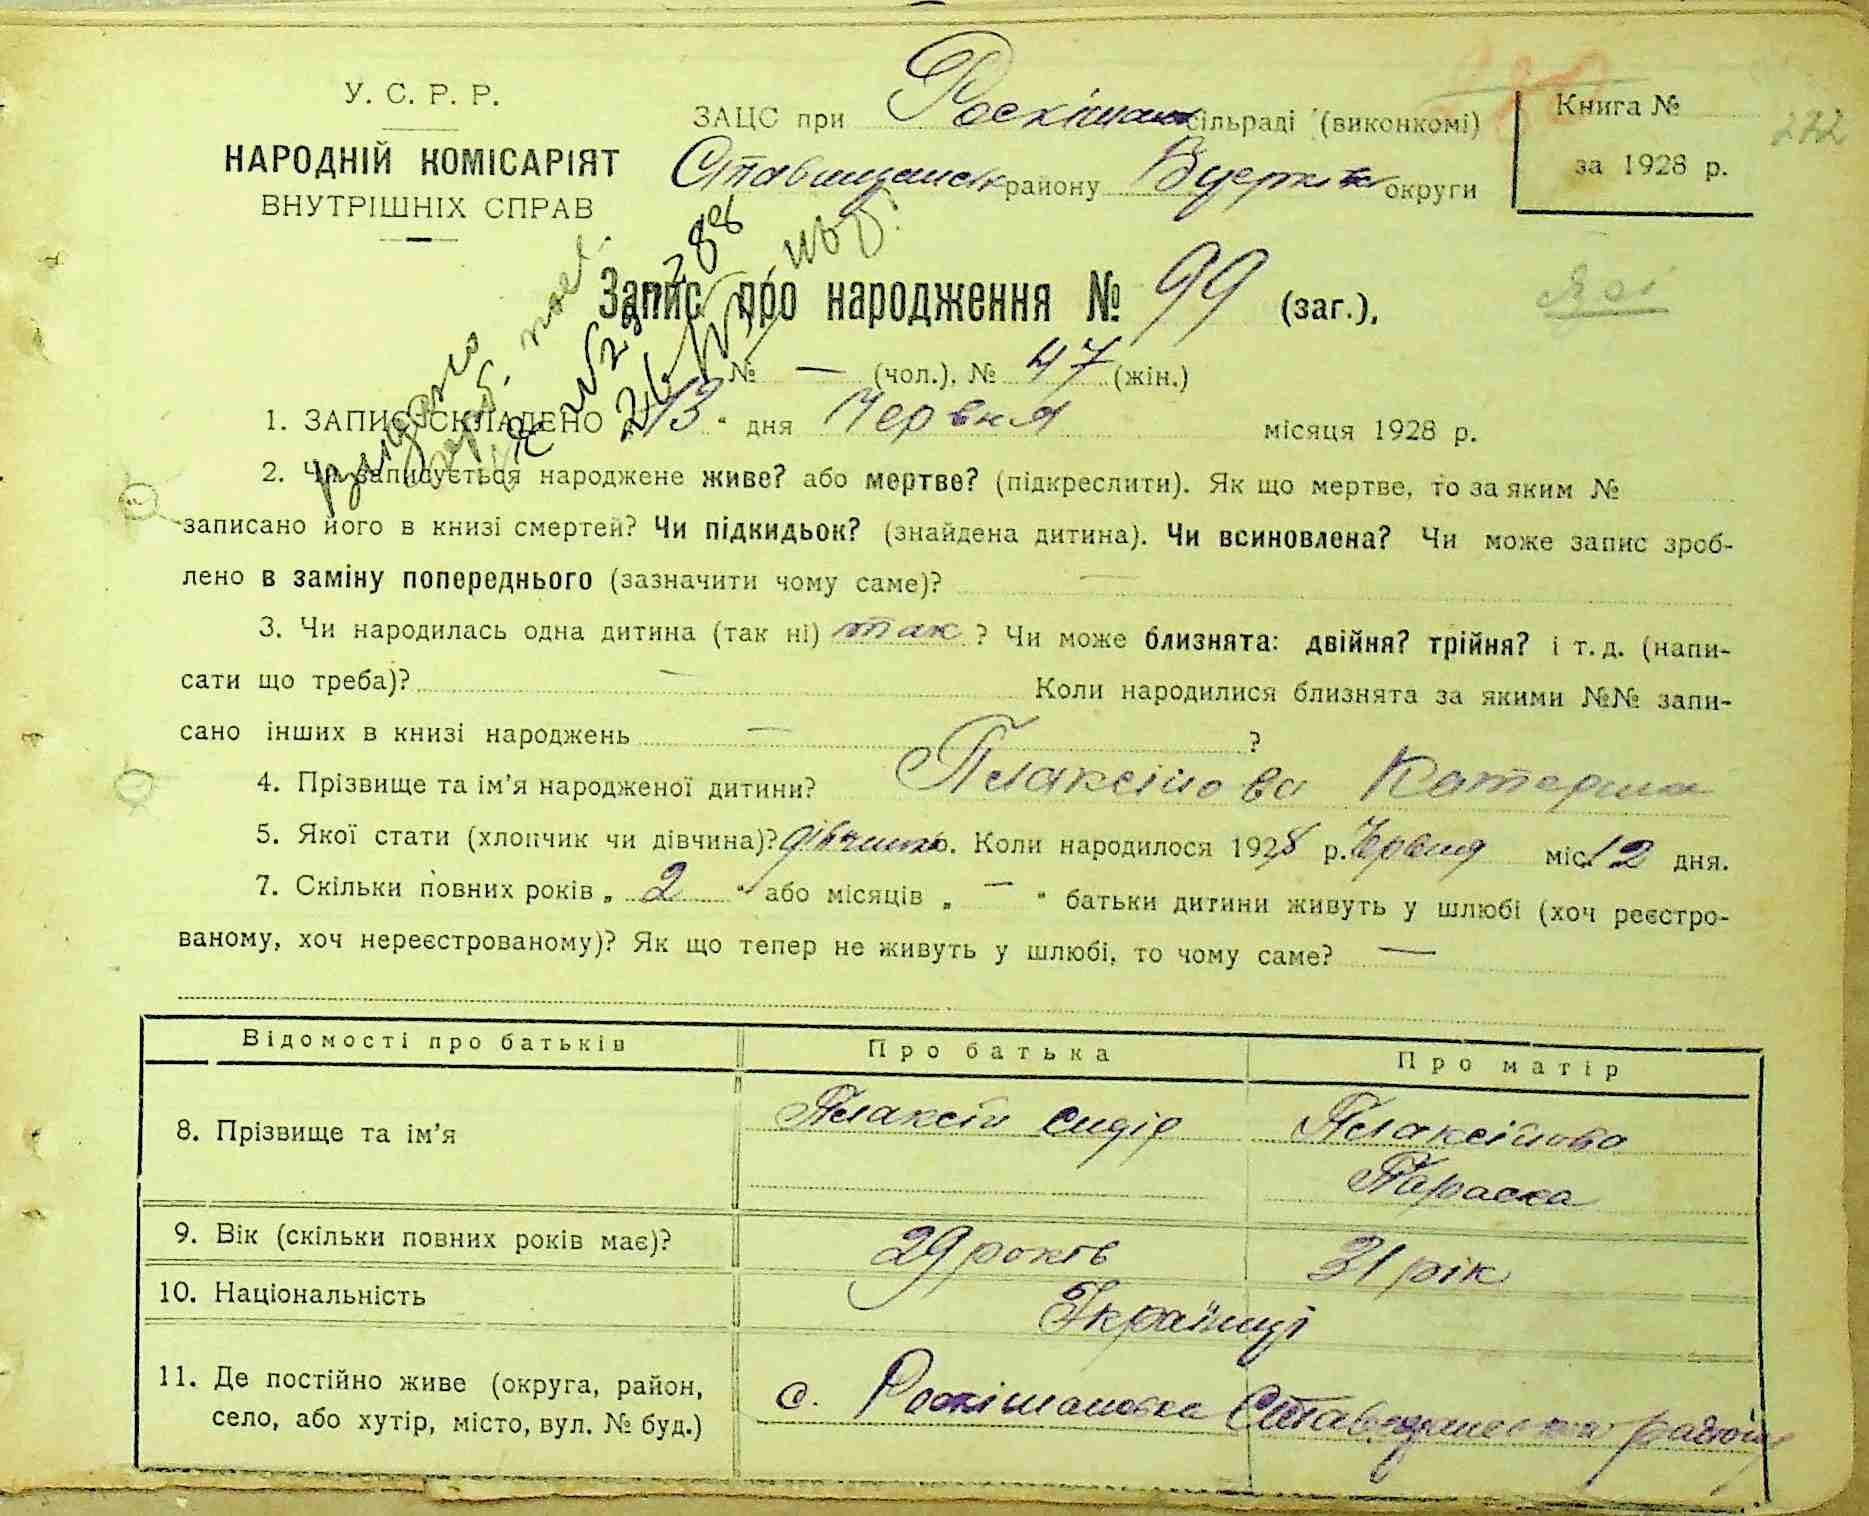 У. С. Р. Р.
НАРОДНІЙ КОМІСАРІЯТ
ВНУТРІШНІХ СПРАВ
ЗАЦС при Роскішан сільраді (виконкомі)
Ставищанськ району Б.церків округи
Книга №
за 1928 р.
222
Запис про народження № 99 (заг.),
№ — (чол.), № 47 (жін.)
видано
1. ЗАПИС СКЛАДЕНО „13“ дня Червня місяця 1928 р.
2. Чи записується народжене живе? або мертве? (підкреслити). Як що мертве, то за яким №
записано його в книзі смертей? Чи підкидьок? (знайдена дитина). Чи всиновлена? Чи може запис зроб-
лено в заміну попереднього (зазначити чому саме)? —
3. Чи народилась одна дитина (так ні) так ? Чи може близнята: двійня? трійня? і т. д. (напи-
сати що треба)? — Коли народилися близнята за якими №№ запи-
сано інших в книзі народжень — ?
4. Прізвище та ім'я народженої дитини? Плаксійова Катерина
5. Якої стати (хлопчик чи дівчина)? дівчина. Коли народилося 1928 р. Червня міс. 12 дня.
7. Скільки повних років „ 2 “ або місяців „ — “ батьки дитини живуть у шлюбі (хоч реєстро-
ваному, хоч нереєстрованому)? Як що тепер не живуть у шлюбі, то чому саме? —
Відомості про батьків Про батька Про матір
8. Прізвище та ім'я Плаксій Сидір Плаксійова
Параска
9. Вік (скільки повних років має)? 29 років 31 рік
10. Національність Українці
11. Де постійно живе (округа, район,
село, або хутір, місто, вул. № буд.) с. Роскішановка Ставищанського району